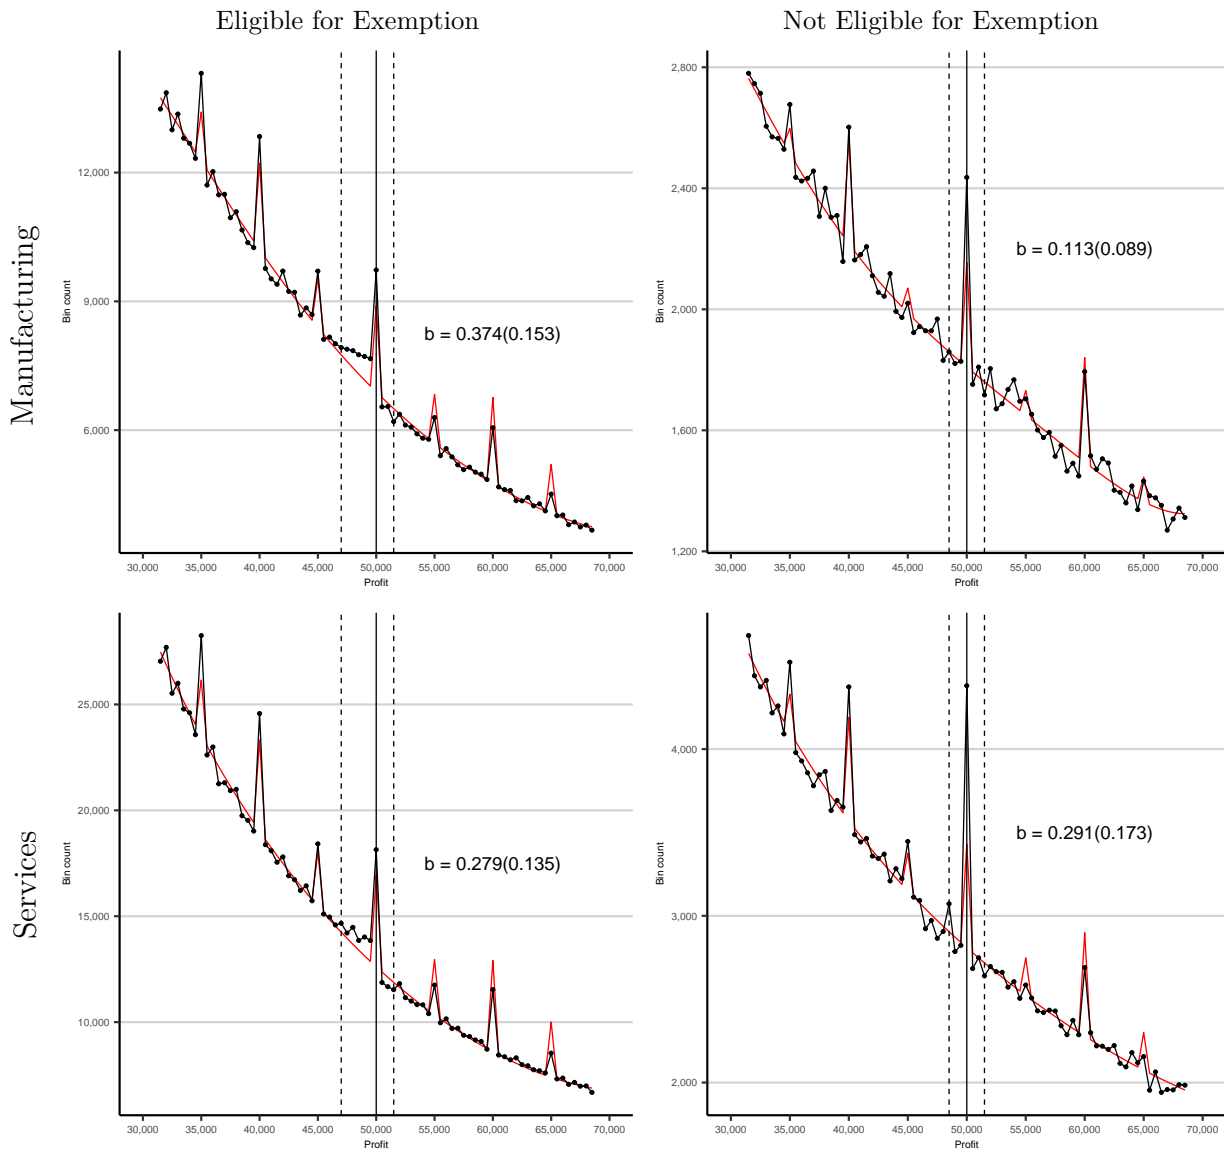 Eligible for Exemption
Not Eligible for Exemption
Manufacturing
Bin count
12,000
9,000
6,000
b = 0.374(0.153)
30,000 35,000 40,000 45,000 50,000 55,000 60,000 65,000 70,000
Profit
Bin count
2,800
2,400
2,000
1,600
1,200
b = 0.113(0.089)
30,000 35,000 40,000 45,000 50,000 55,000 60,000 65,000 70,000
Profit
Services
Bin count
25,000
20,000
15,000
10,000
b = 0.279(0.135)
30,000 35,000 40,000 45,000 50,000 55,000 60,000 65,000 70,000
Profit
Bin count
4,000
3,000
2,000
b = 0.291(0.173)
30,000 35,000 40,000 45,000 50,000 55,000 60,000 65,000 70,000
Profit